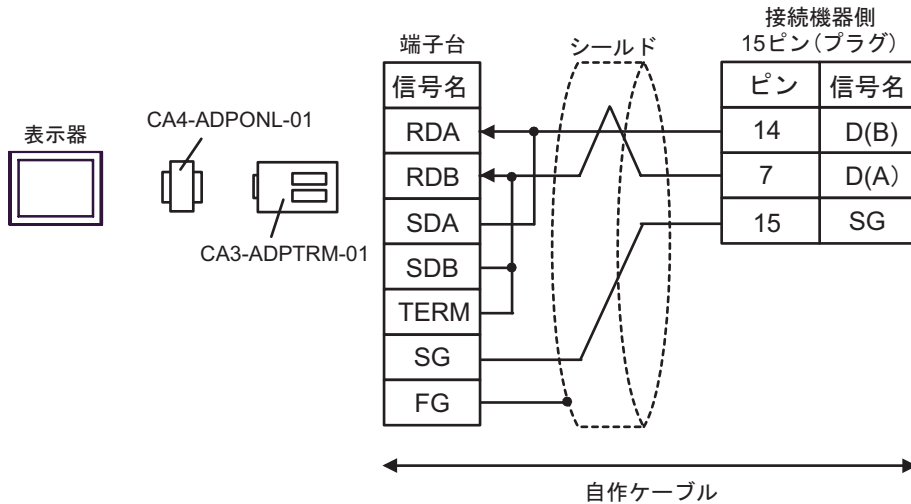 表示器
CA4-ADPONL-01
CA3-ADPTRM-01
端子台
信号名
RDA
RDB
SDA
SDB
TERM
SG
FG
シールド
接続機器側
15ピン(プラグ)
ピン 信号名
14 D(B)
7 D(A)
15 SG
自作ケーブル